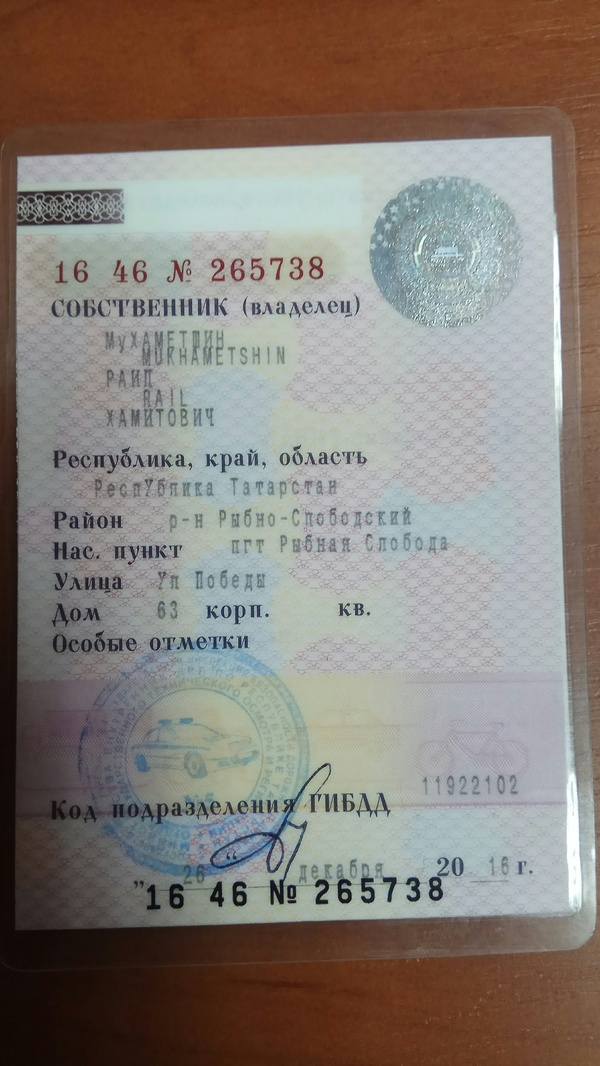 16 46 № 265738
СОБСТВЕННИК (владелец)
МУХАМЕТШИН
MUKHAMETSHIN
РАИЛ
RAIL
ХАМИТОВИЧ
Республика, край, область
Республика Татарстан
Район р-н Рыбно-Слободский
Нас. пункт пгт Рыбная Слобода
Улица Ул Победы
Дом 63 корп. кв.
Особые отметки
11922102
Код подразделения ГИБДД
"26" декабря 2016 г.
16 46 № 265738